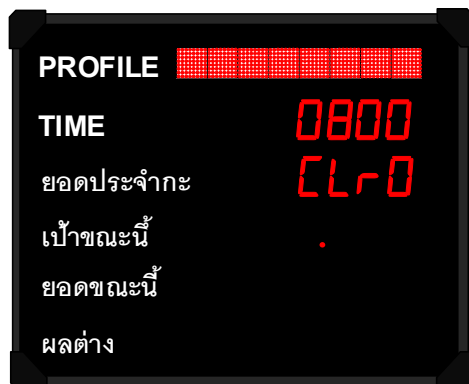 PROFILE
TIME 0800
ยอดประจำกะ CLr0
เป้าขณะนี้ .
ยอดขณะนี้
ผลต่าง